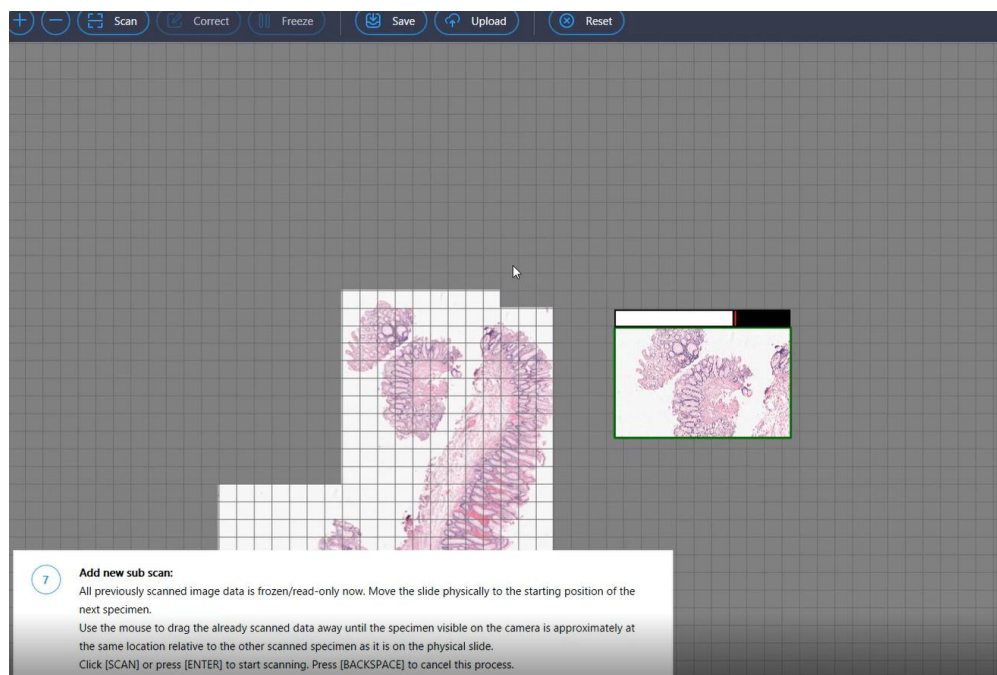 Scan
Correct
Freeze
Save
Upload
Reset
7
Add new sub scan:
All previously scanned image data is frozen/read-only now. Move the slide physically to the starting position of the
next specimen.
Use the mouse to drag the already scanned data away until the specimen visible on the camera is approximately at
the same location relative to the other scanned specimen as it is on the physical slide.
Click [SCAN] or press [ENTER] to start scanning. Press [BACKSPACE] to cancel this process.